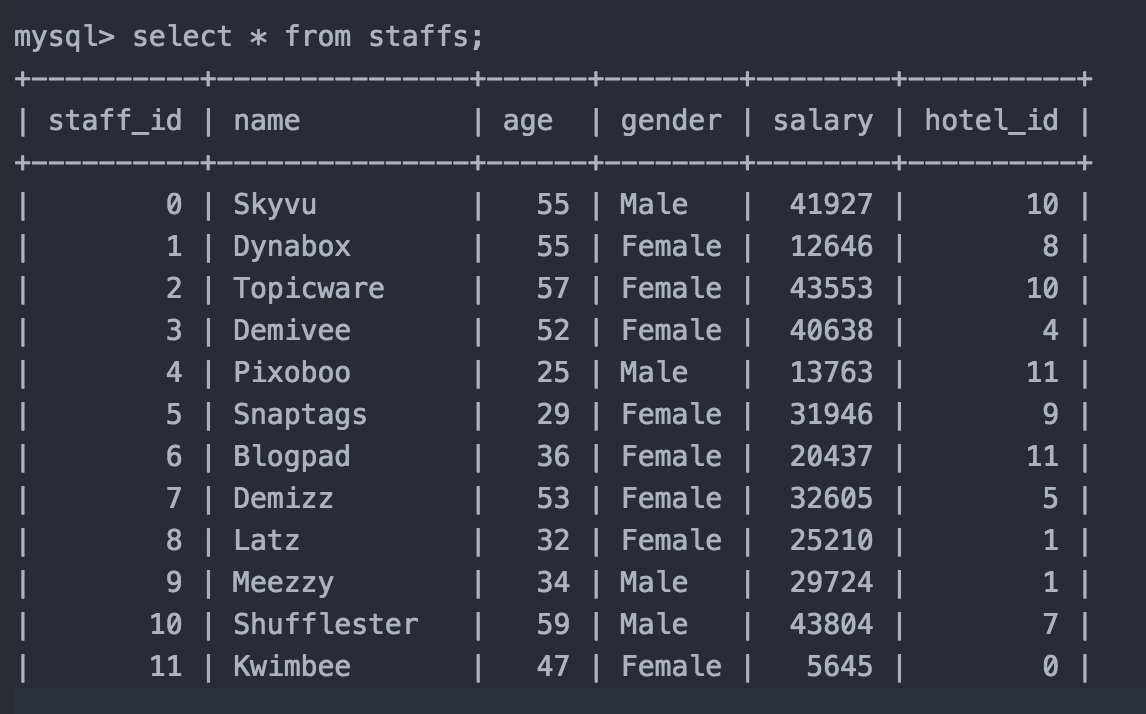 mysql> select * from staffs;
+----------+---------------+------+--------+--------+----------+
| staff_id | name          | age  | gender | salary | hotel_id |
+----------+---------------+------+--------+--------+----------+
|        0 | Skyvu         |   55 | Male   |  41927 |       10 |
|        1 | Dynabox       |   55 | Female |  12646 |        8 |
|        2 | Topicware     |   57 | Female |  43553 |       10 |
|        3 | Demivee       |   52 | Female |  40638 |        4 |
|        4 | Pixoboo       |   25 | Male   |  13763 |       11 |
|        5 | Snaptags      |   29 | Female |  31946 |        9 |
|        6 | Blogpad       |   36 | Female |  20437 |       11 |
|        7 | Demizz        |   53 | Female |  32605 |        5 |
|        8 | Latz          |   32 | Female |  25210 |        1 |
|        9 | Meezzy        |   34 | Male   |  29724 |        1 |
|       10 | Shufflester   |   59 | Male   |  43804 |        7 |
|       11 | Kwimbee       |   47 | Female |   5645 |        0 |